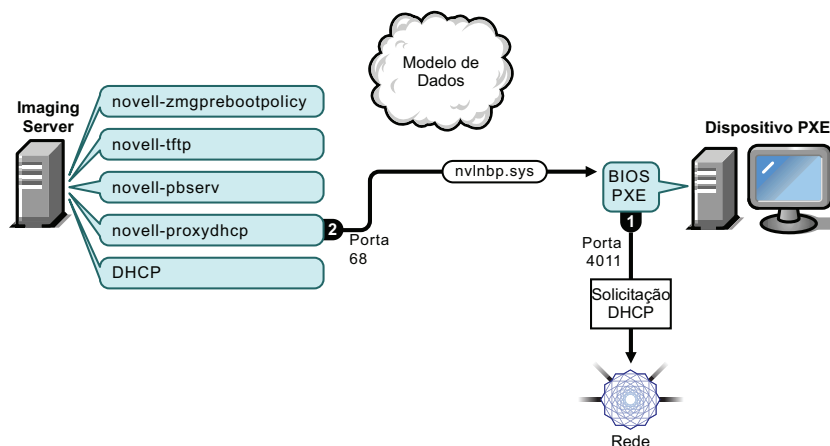 Modelo de
Dados
Imaging
Server
novell-zmgprebootpolicy
novell-tftp
novell-pbserv
novell-proxydhcp
DHCP
2
Porta
68
nvlnbp.sys
BIOS
PXE
Dispositivo PXE
1
Porta
4011
Solicitação
DHCP
Rede